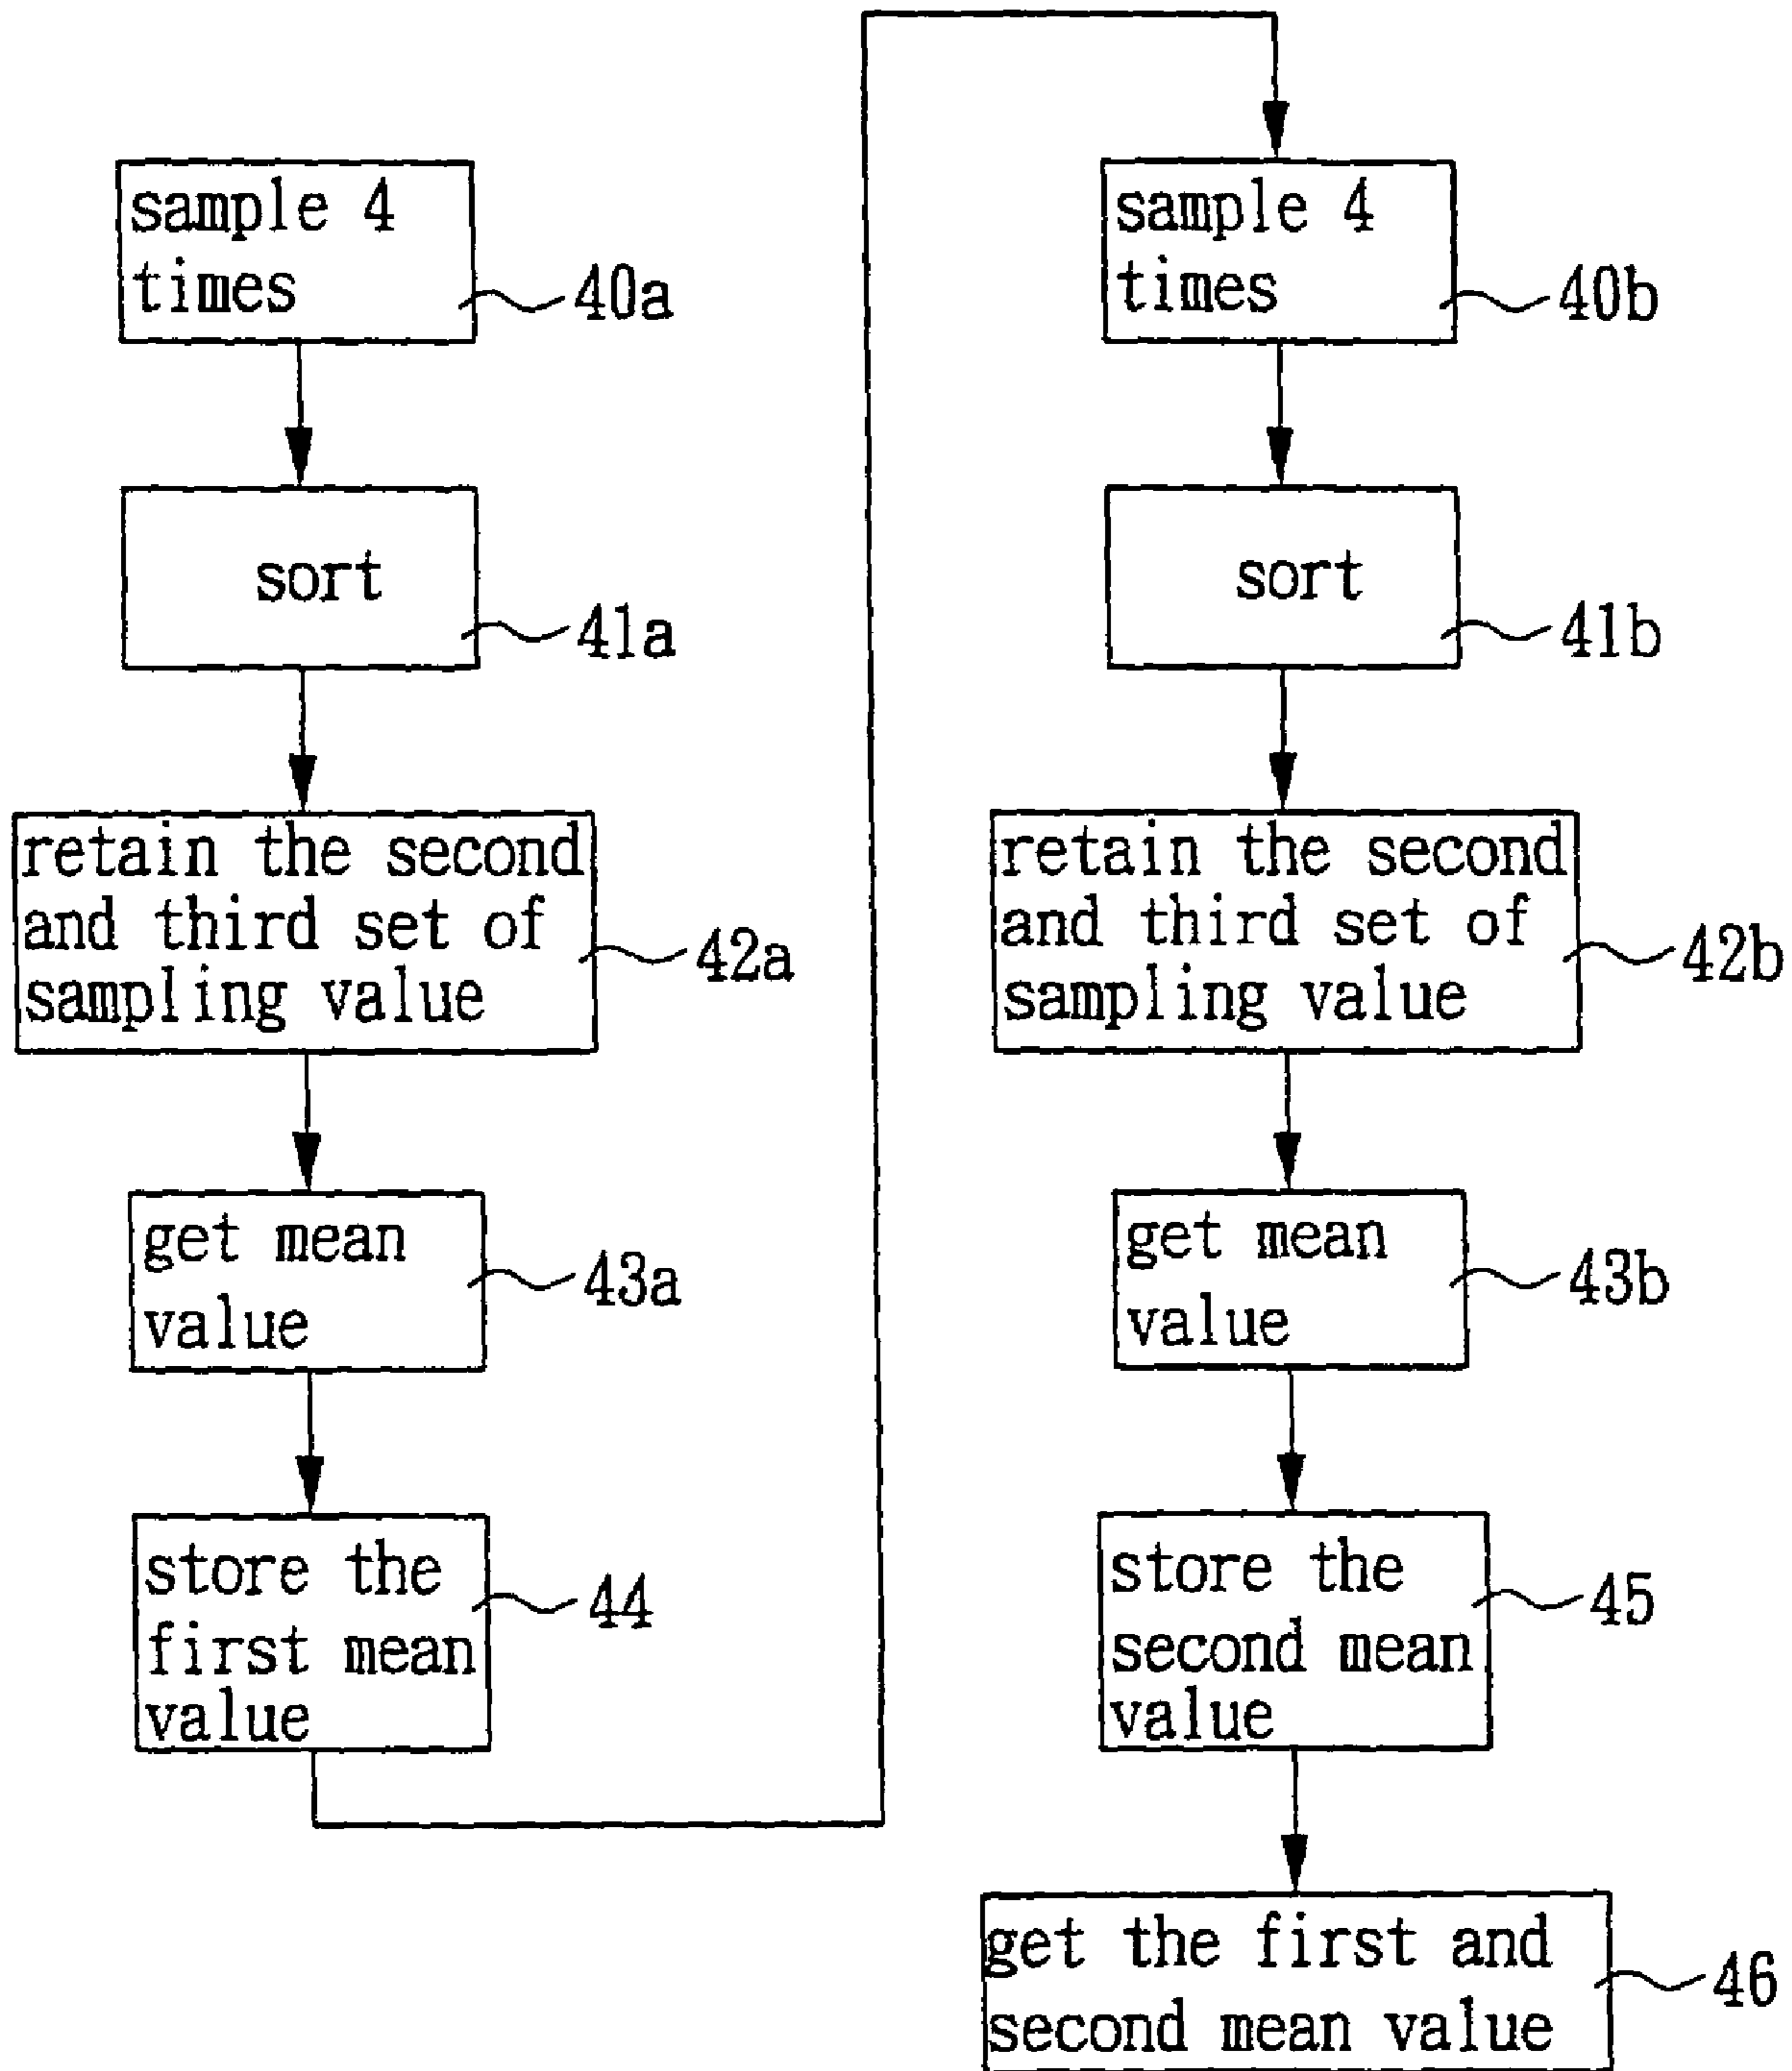 sample 4
times
40a
sort
41a
retain the second
and third set of
sampling value
42a
get mean
value
43a
store the
first mean
value
44
sample 4
times
40b
sort
41b
retain the second
and third set of
sampling value
42b
get mean
value
43b
store the
second mean
value
45
get the first and
second mean value
46